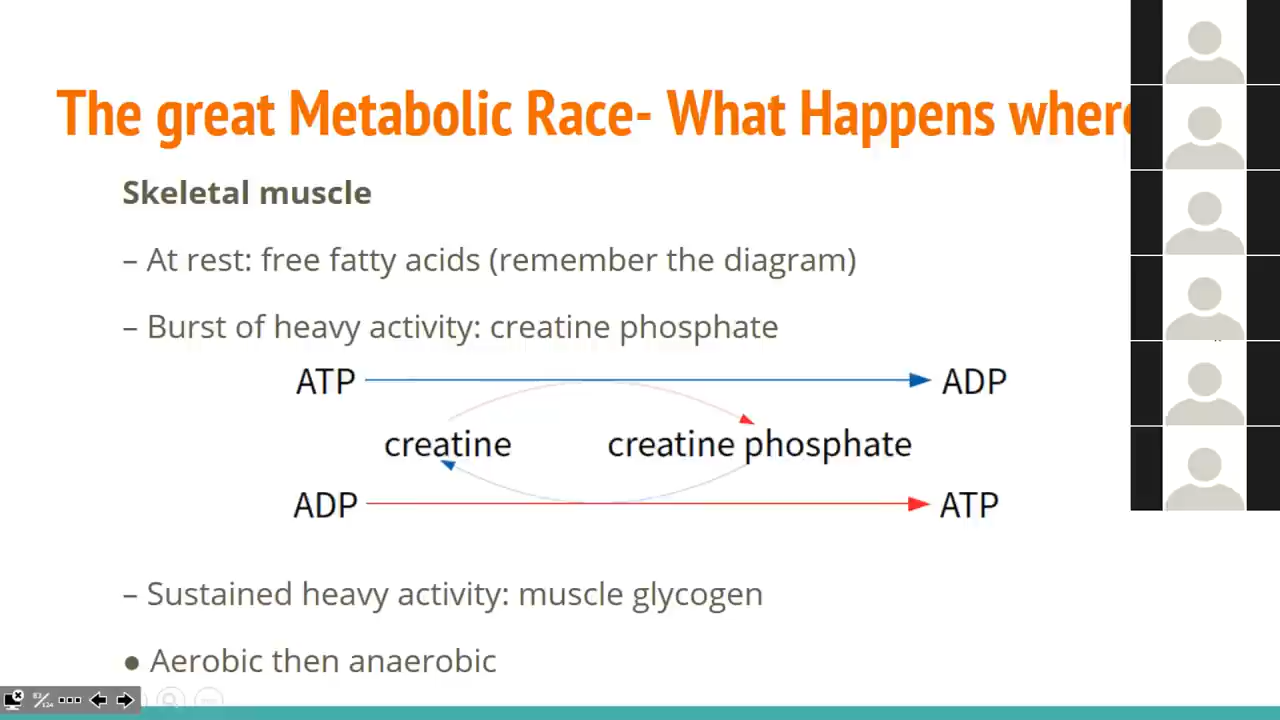 The great Metabolic Race- What Happens where
Skeletal muscle
– At rest: free fatty acids (remember the diagram)
– Burst of heavy activity: creatine phosphate
ATP ADP
creatine creatine phosphate
ADP ATP
– Sustained heavy activity: muscle glycogen
● Aerobic then anaerobic
83/124